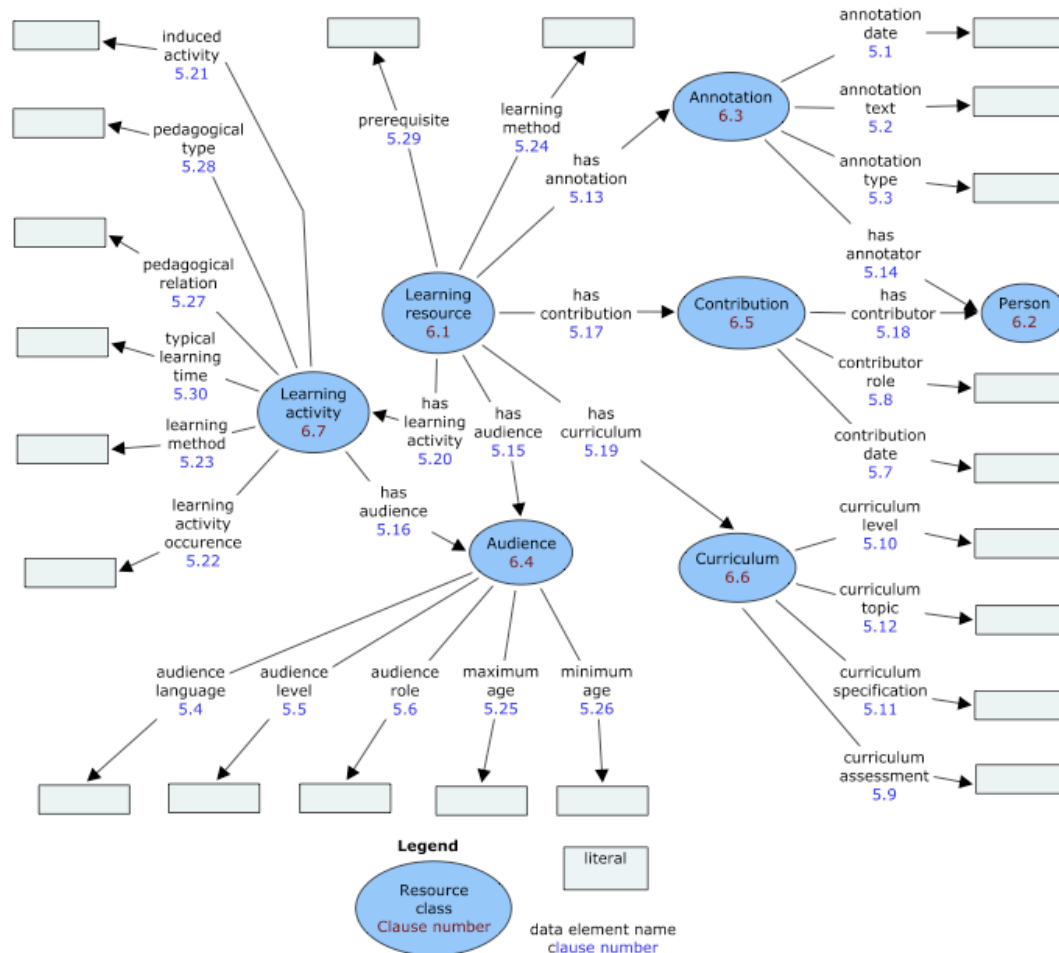 induced
activity
5.21
pedagogical
type
5.28
pedagogical
relation
5.27
typical
learning
time
5.30
learning
method
5.23
learning
activity
occurence
5.22
Learning
activity
6.7
prerequisite
5.29
learning
method
5.24
has
annotation
5.13
Learning
resource
6.1
has
contribution
5.17
has
learning
activity
5.20
has
audience
5.15
has
curriculum
5.19
has
audience
5.16
Annotation
6.3
annotation
date
5.1
annotation
text
5.2
annotation
type
5.3
has
annotator
5.14
Contribution
6.5
has
contributor
5.18
Person
6.2
contributor
role
5.8
contribution
date
5.7
Audience
6.4
Curriculum
6.6
curriculum
level
5.10
curriculum
topic
5.12
curriculum
specification
5.11
curriculum
assessment
5.9
audience
language
5.4
audience
level
5.5
audience
role
5.6
maximum
age
5.25
minimum
age
5.26
Legend
Resource
class
Clause number
literal
data element name
clause number